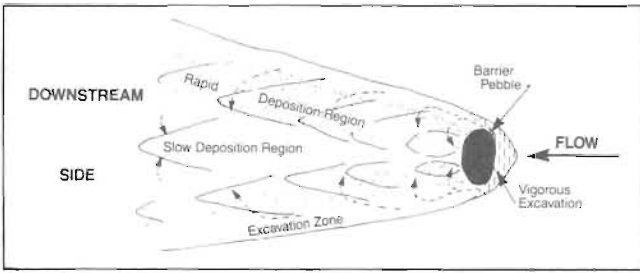 Barrier
Pebble
Rapid
DOWNSTREAM
Deposition Region
FLOW
Slow Deposition Region
SIDE
Vigorous
Excavation
Excavation Zone